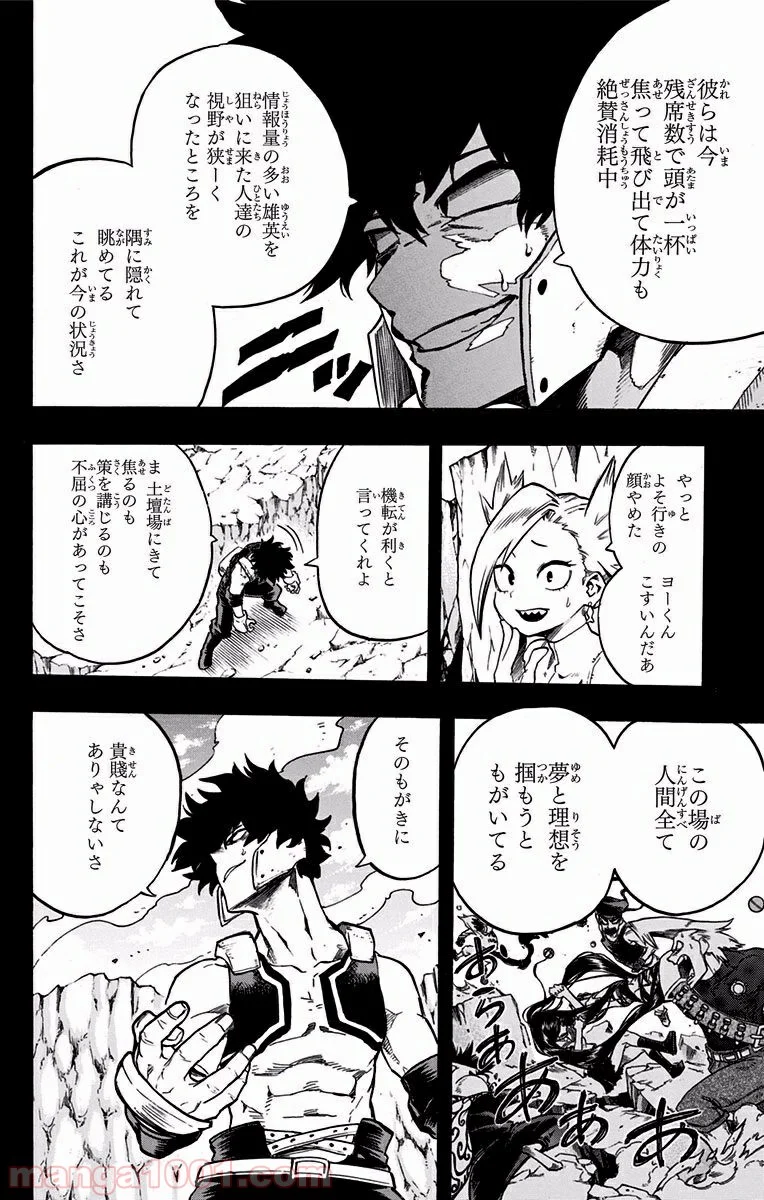 彼らは今
残席数で頭が一杯
焦って飛び出て体力も
絶賛消耗中
情報量の多い雄英を
狙いに来た人達の
視野が狭ーく
なったところを
隅に隠れて
眺めてる
これが今の状況さ
やっと
よそ行きの
顔やめた
ヨーくん
こすいんだあ
機転が利くと
言ってくれよ
ま 土壇場にきて
焦るのも
策を講じるのも
不屈の心があってこそさ
この場の
人間全て
夢と理想を
掴もうと
もがいてる
そのもがきに
貴賤なんて
ありゃしないさ
manga1001.com